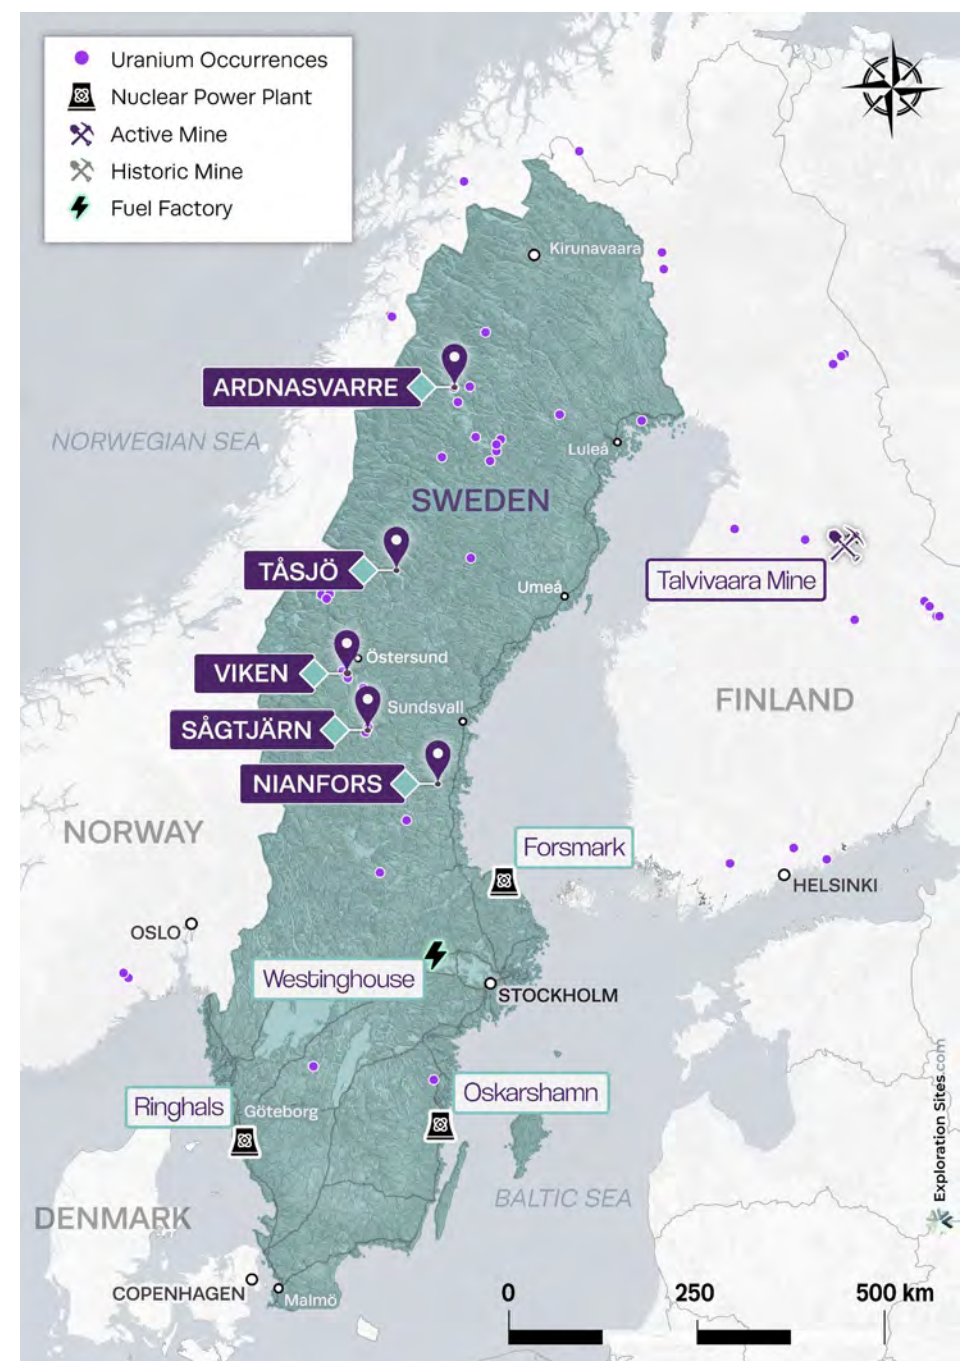 Uranium Occurrences
Nuclear Power Plant
Active Mine
Historic Mine
Fuel Factory
Kirunavaara
ARDNASVARRE
NORWEGIAN SEA
Luleå
SWEDEN
TÅSJÖ
Talvivaara Mine
Umeå
Östersund
VIKEN
FINLAND
Sundsvall
SÅGTJÄRN
NIANFORS
NORWAY
Forsmark
HELSINKI
OSLO
Westinghouse
STOCKHOLM
Oskarshamn
Ringhals
Göteborg
Exploration Sites.com
BALTIC SEA
DENMARK
COPENHAGEN
Malmö
0 250 500 km